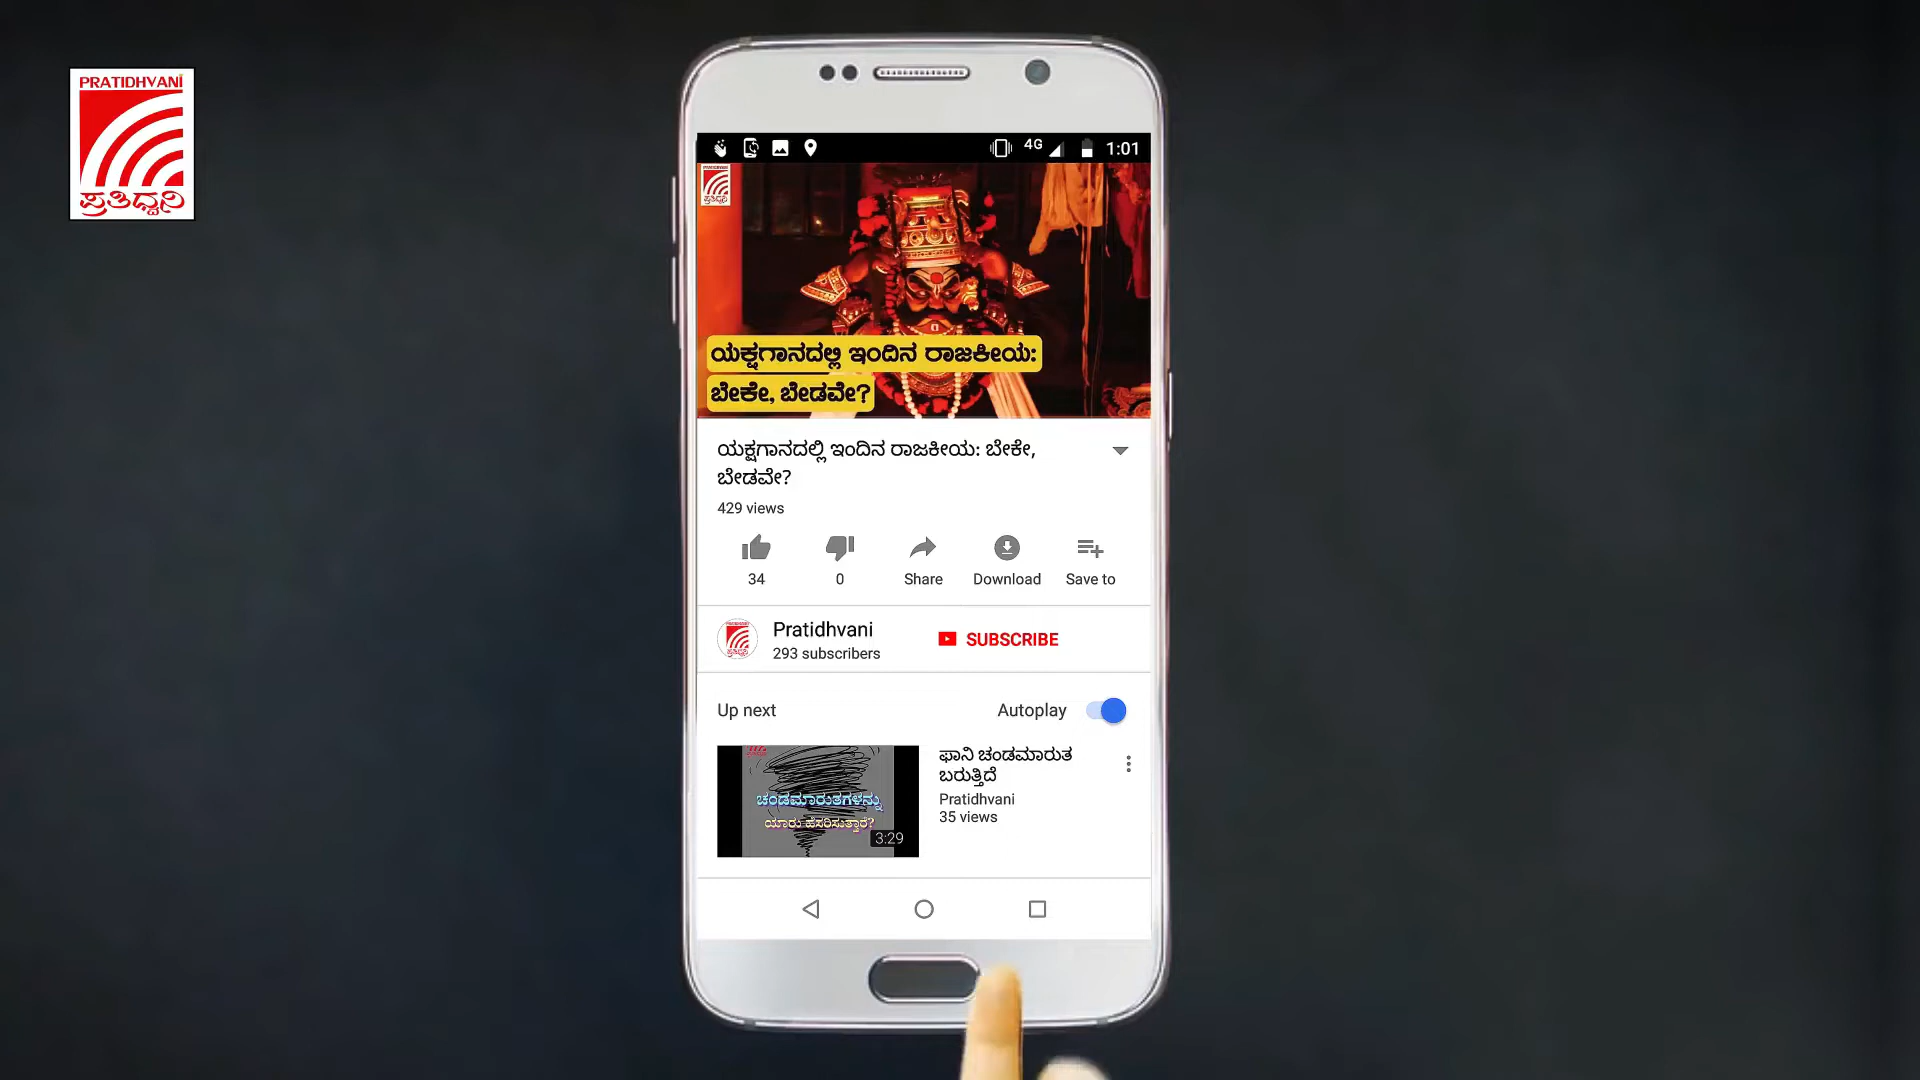 PRATIDHVANI
ಪ್ರತಿಧ್ವನಿ
4G 1:01
ಯಕ್ಷಗಾನದಲ್ಲಿ ಇಂದಿನ ರಾಜಕೀಯ:
ಬೇಕೇ, ಬೇಡವೇ?
ಯಕ್ಷಗಾನದಲ್ಲಿ ಇಂದಿನ ರಾಜಕೀಯ: ಬೇಕೇ,
ಬೇಡವೇ?
429 views
34 0 Share Download Save to
Pratidhvani
293 subscribers
SUBSCRIBE
Up next Autoplay
ಚಂಡಮಾರುತಗಳನ್ನು
ಯಾರು ಹೆಸರಿಸುತ್ತಾರೆ?
3:29
ಫಾನಿ ಚಂಡಮಾರುತ
ಬರುತ್ತಿದೆ
Pratidhvani
35 views